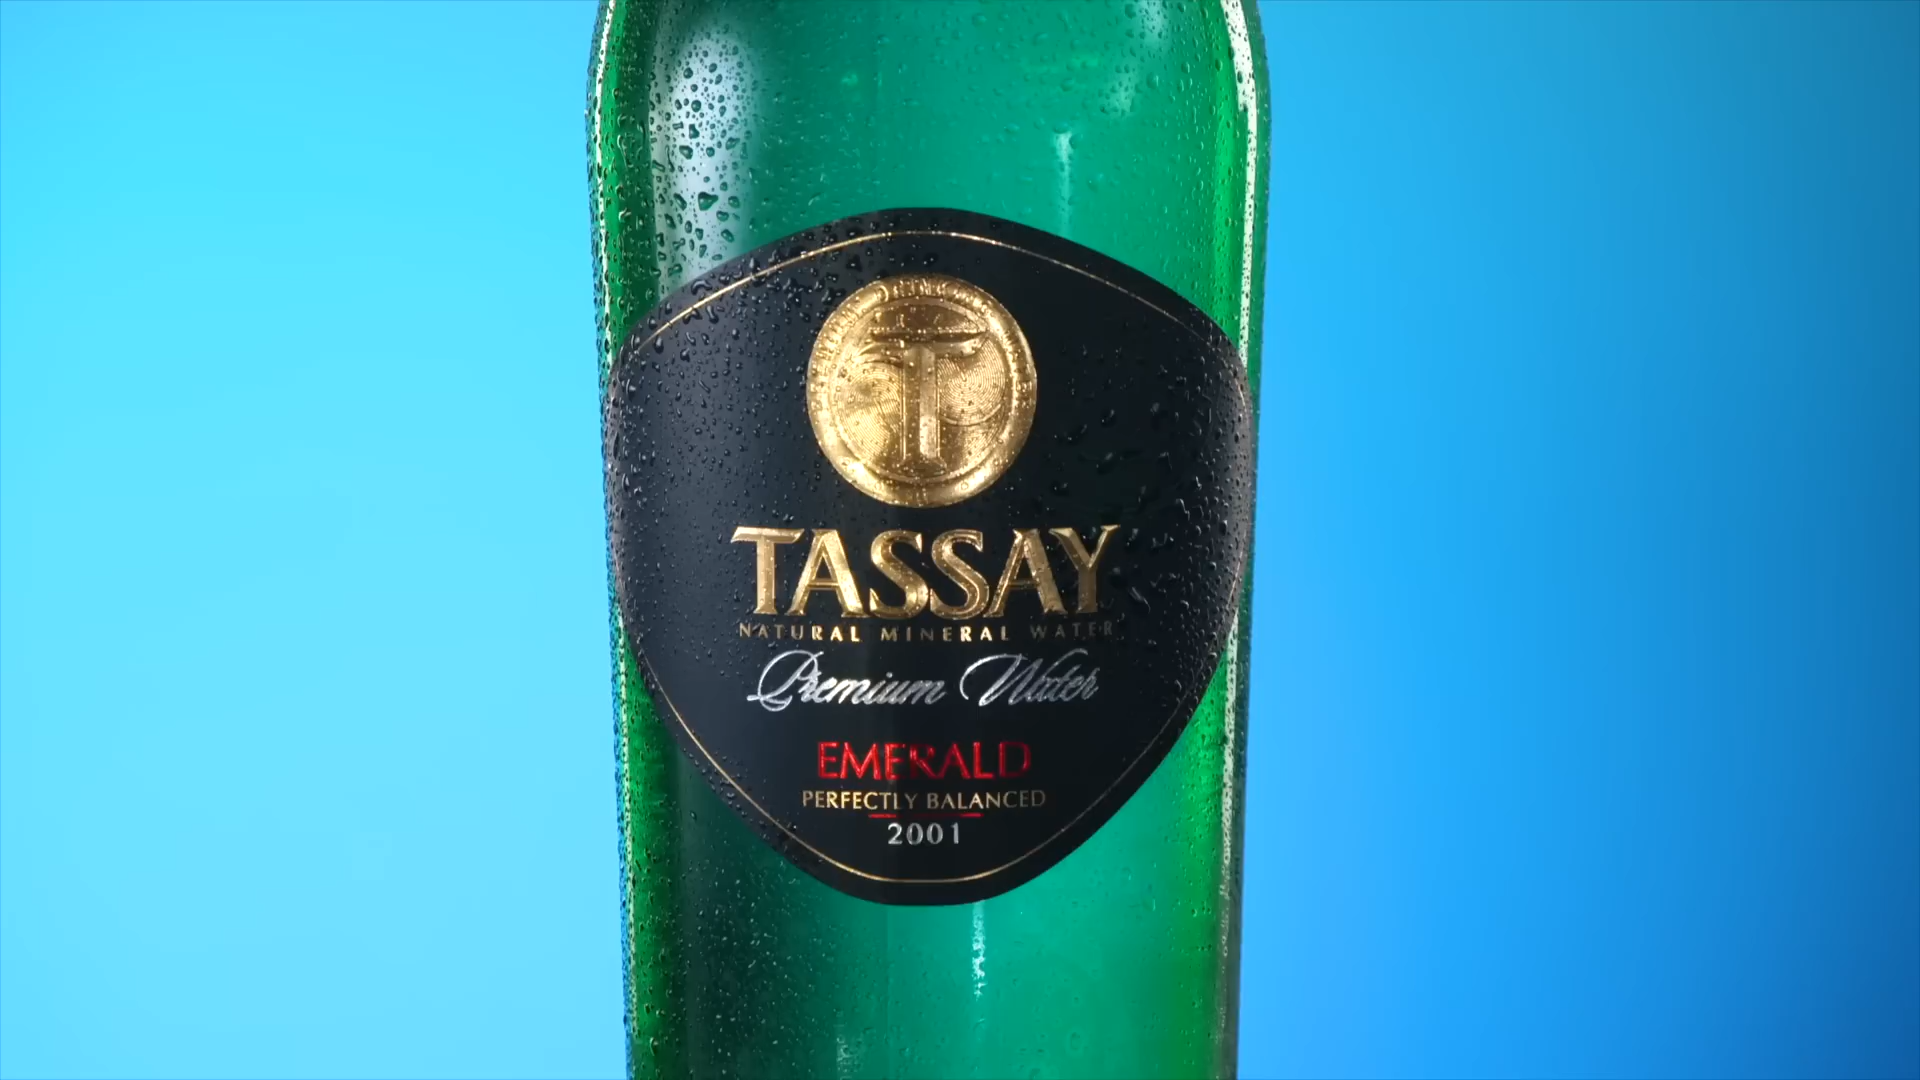 T
TASSAY
NATURAL MINERAL WATER
Premium Water
EMERALD
PERFECTLY BALANCED
2001